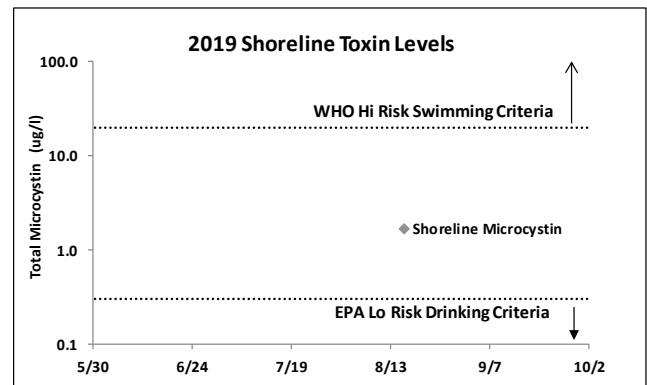 2019 Shoreline Toxin Levels
Total Microcystin (ug/l)
100.0
WHO Hi Risk Swimming Criteria
10.0
Shoreline Microcystin
1.0
EPA Lo Risk Drinking Criteria
0.1
5/30 6/24 7/19 8/13 9/7 10/2